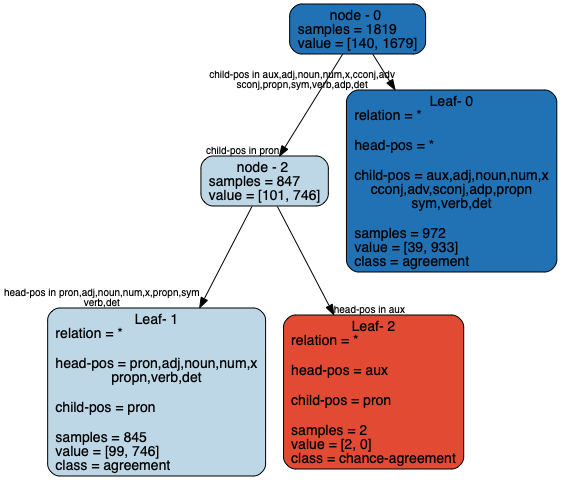 node - 0
samples = 1819
value = [140, 1679]
child-pos in aux,adj,noun,num,x,cconj,adv
sconj,propn,sym,verb,adp,det
Leaf- 0
relation = *
head-pos = *
child-pos = aux,adj,noun,num,x
cconj,adv,sconj,adp,propn
sym,verb,det
samples = 972
value = [39, 933]
class = agreement
child-pos in pron
node - 2
samples = 847
value = [101, 746]
head-pos in pron,adj,noun,num,x,propn,sym
verb,det
Leaf- 1
relation = *
head-pos = pron,adj,noun,num,x
propn,verb,det
child-pos = pron
samples = 845
value = [99, 746]
class = agreement
head-pos in aux
Leaf- 2
relation = *
head-pos = aux
child-pos = pron
samples = 2
value = [2, 0]
class = chance-agreement